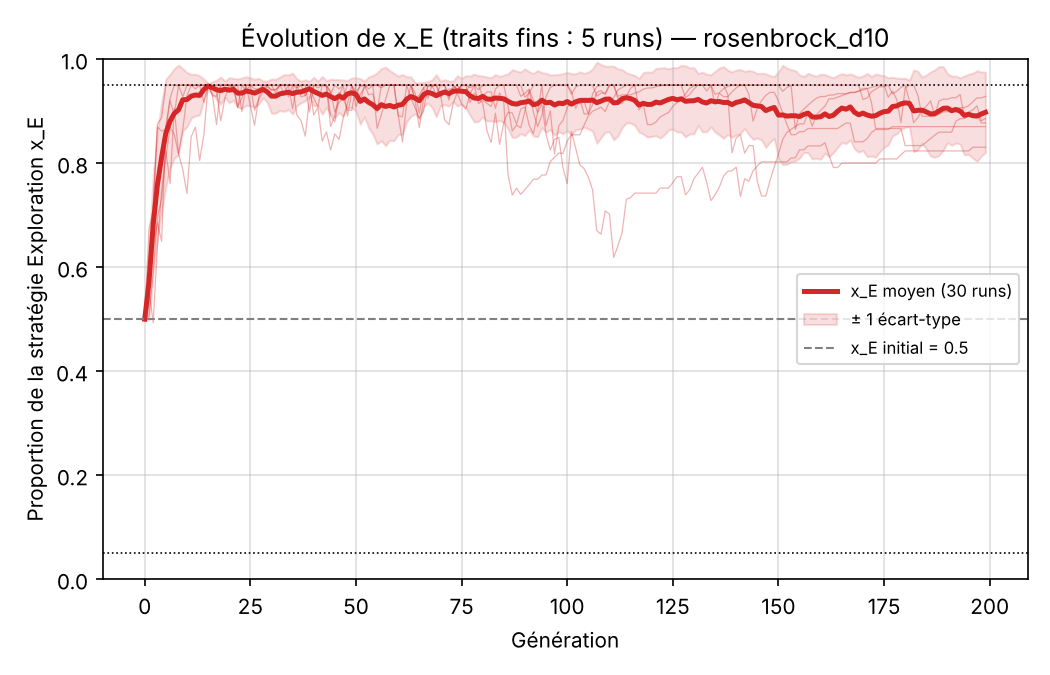 Évolution de x_E (traits fins : 5 runs) — rosenbrock_d10
Proportion de la stratégie Exploration x_E
1.0
0.8
0.6
0.4
0.2
0.0
x_E moyen (30 runs)
± 1 écart-type
x_E initial = 0.5
0 25 50 75 100 125 150 175 200
Génération